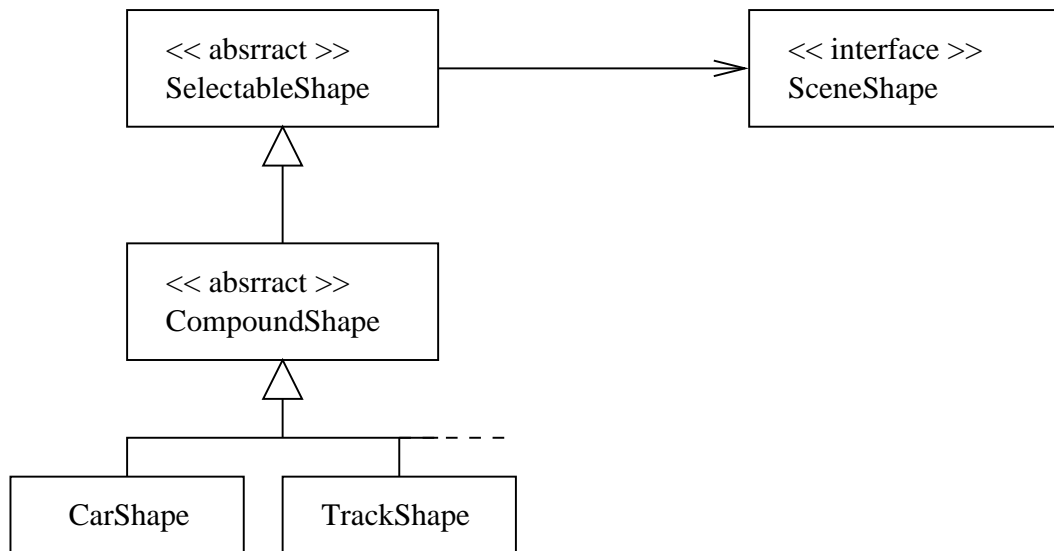 << absrract >>
SelectableShape
<< interface >>
SceneShape
<< absrract >>
CompoundShape
CarShape
TrackShape